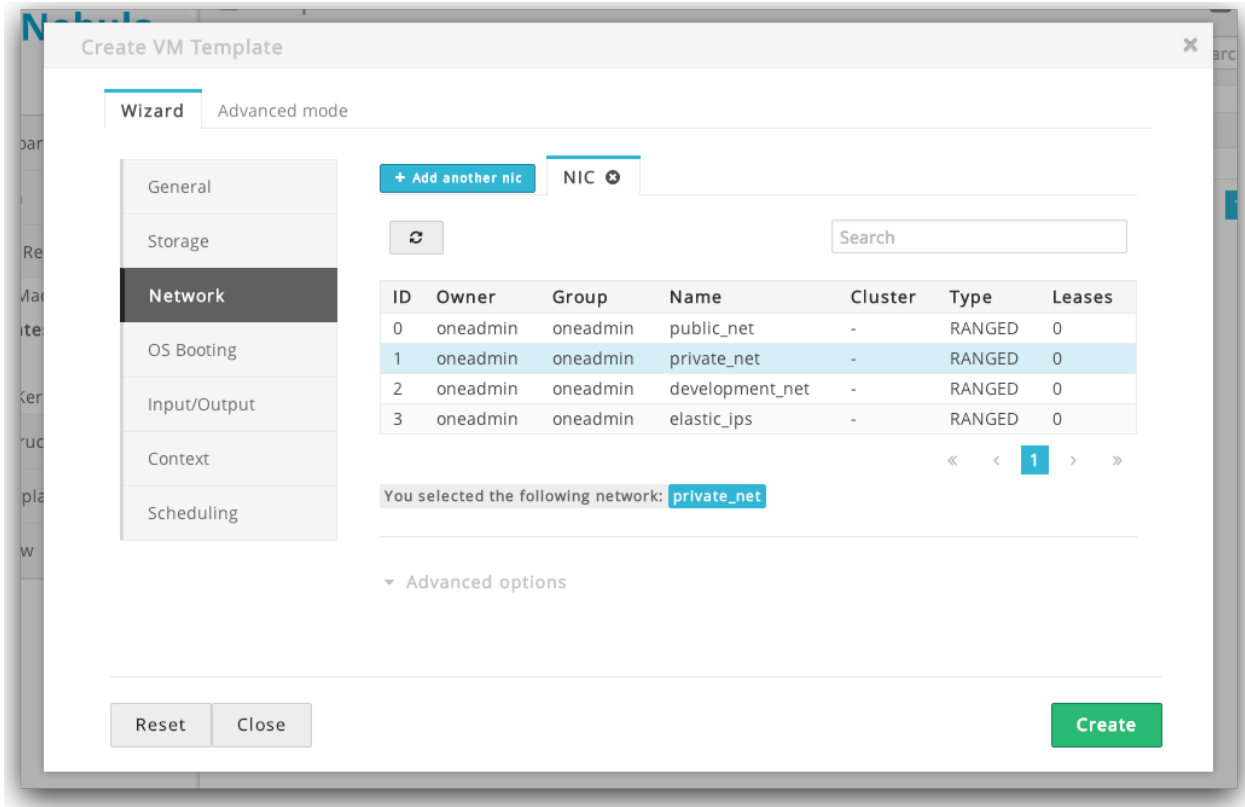 Create VM Template
Wizard Advanced mode
General
Storage
Network
OS Booting
Input/Output
Context
Scheduling
+ Add another nic NIC
Search
ID Owner Group Name Cluster Type Leases
0 oneadmin oneadmin public_net - RANGED 0
1 oneadmin oneadmin private_net - RANGED 0
2 oneadmin oneadmin development_net - RANGED 0
3 oneadmin oneadmin elastic_ips - RANGED 0
« < 1 > »
You selected the following network: private_net
Advanced options
Reset Close Create